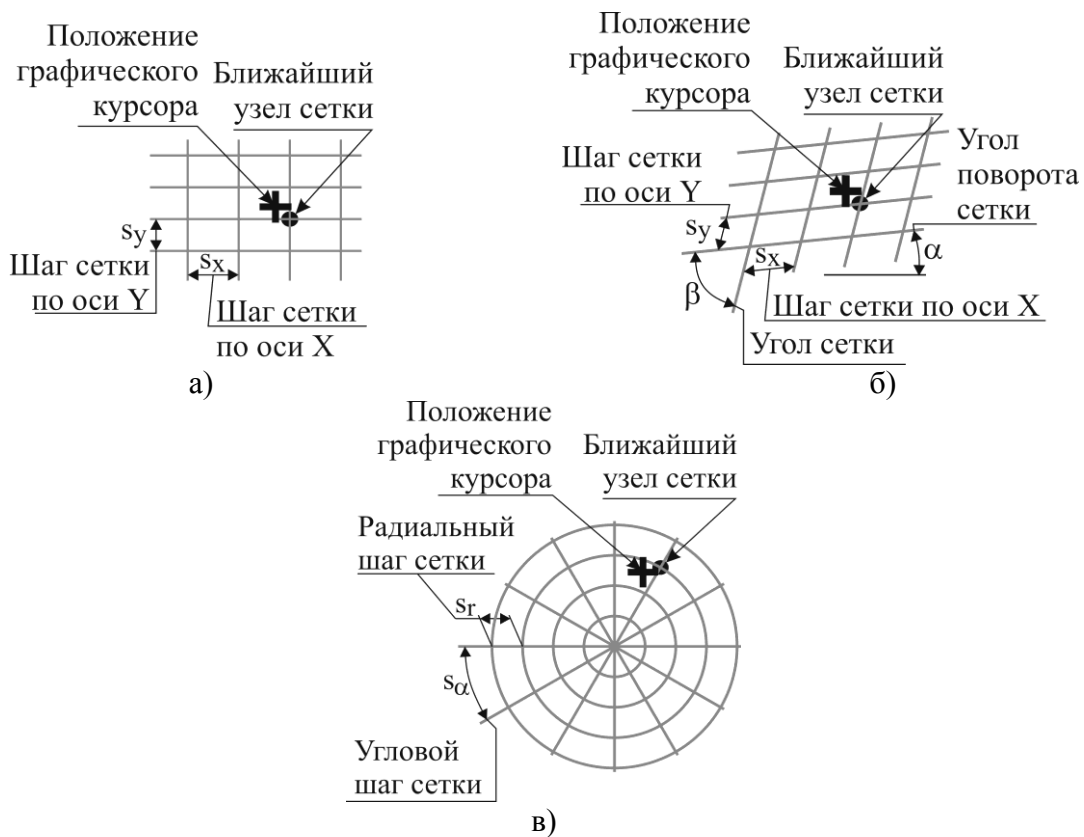 Положение
графического
курсора
Ближайший
узел сетки
sy
Шаг сетки
по оси Y
sx
Шаг сетки
по оси X
а)
Положение
графического
курсора
Ближайший
узел сетки
Шаг сетки
по оси Y
Угол
поворота
сетки
sy
sx
α
β
Шаг сетки по оси X
Угол сетки
б)
Положение
графического
курсора
Ближайший
узел сетки
Радиальный
шаг сетки
sr
sα
Угловой
шаг сетки
в)